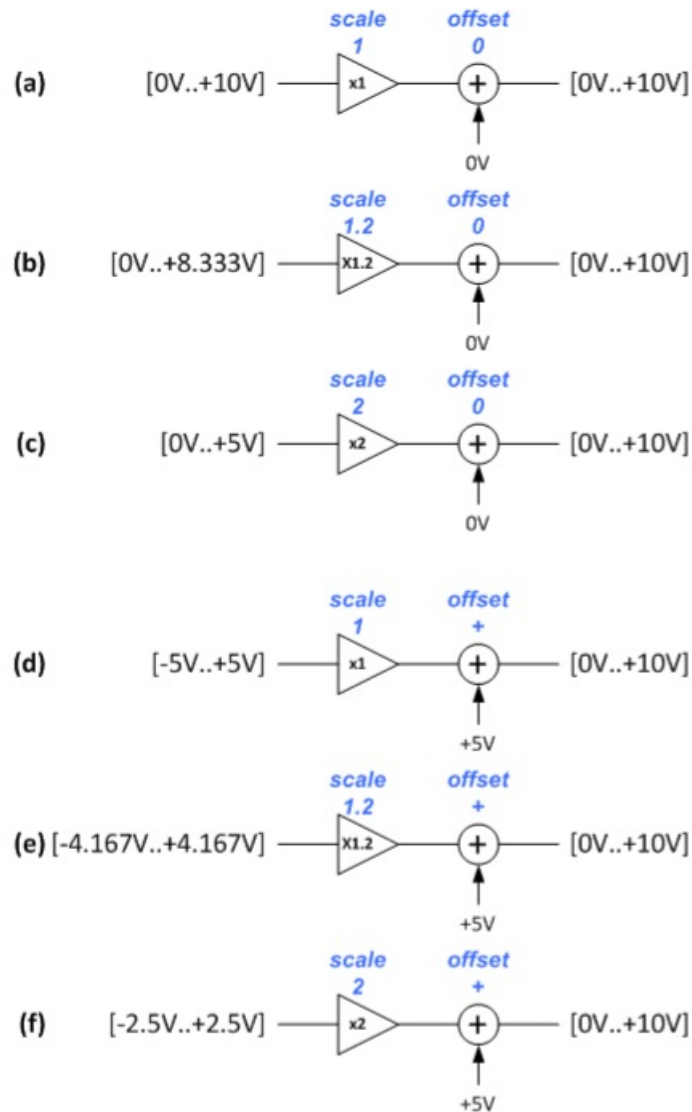 scale offset
1 0
(a) [0V..+10V] x1 + [0V..+10V]
0V
scale offset
1.2 0
(b) [0V..+8.333V] X1.2 + [0V..+10V]
0V
scale offset
2 0
(c) [0V..+5V] x2 + [0V..+10V]
0V
scale offset
1 +
(d) [-5V..+5V] x1 + [0V..+10V]
+5V
scale offset
1.2 +
(e) [-4.167V..+4.167V] X1.2 + [0V..+10V]
+5V
scale offset
2 +
(f) [-2.5V..+2.5V] x2 + [0V..+10V]
+5V